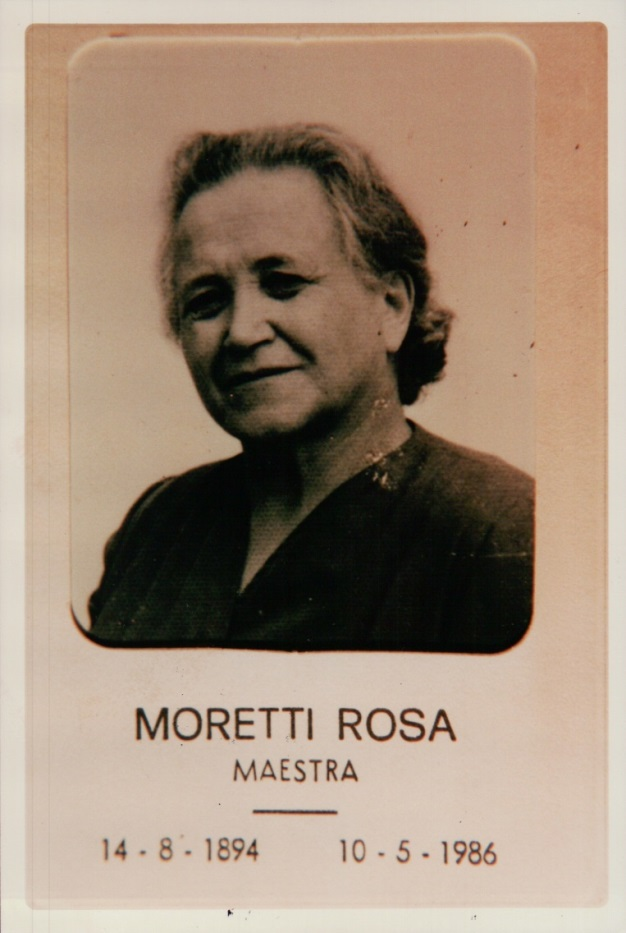 MORETTI ROSA
MAESTRA
14 - 8 - 1894 10 - 5 - 1986